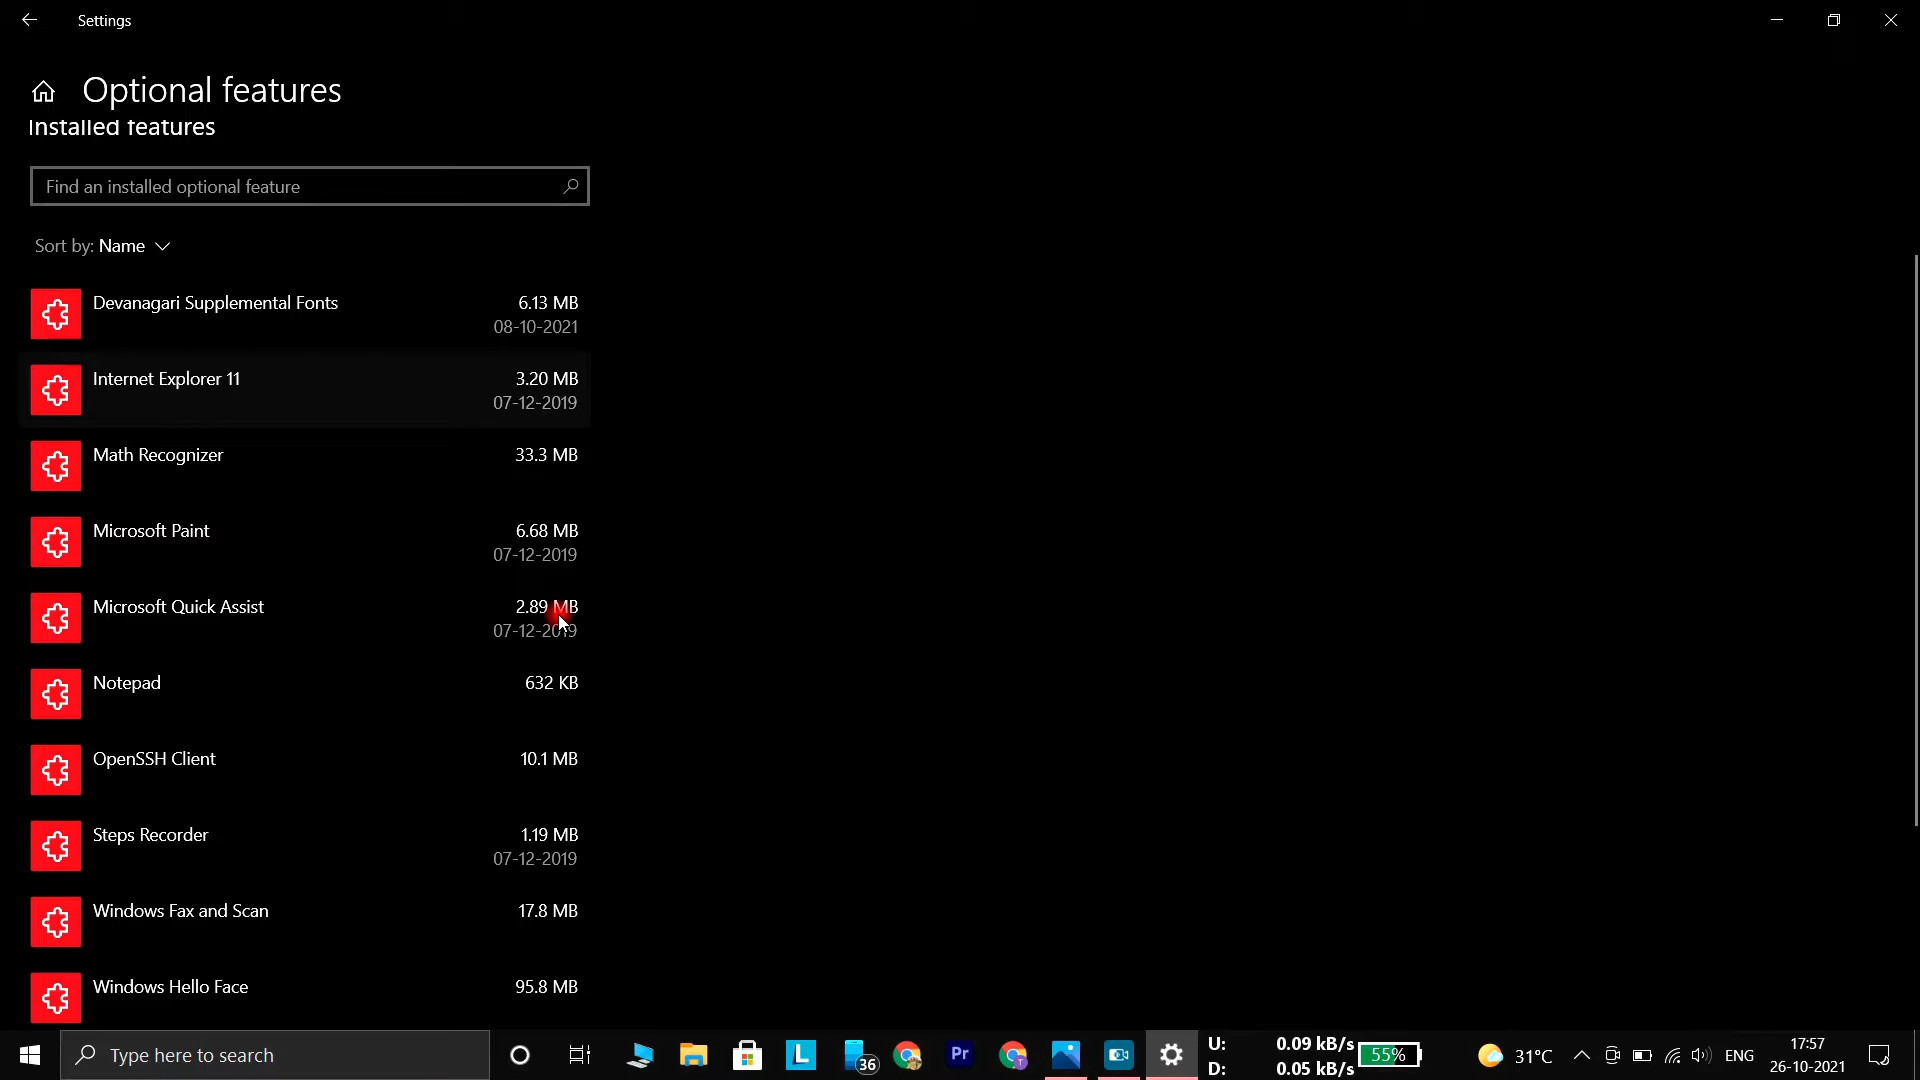 Settings
Optional features
Installed features
Find an installed optional feature
Sort by: Name
Devanagari Supplemental Fonts 6.13 MB
08-10-2021
Internet Explorer 11 3.20 MB
07-12-2019
Math Recognizer 33.3 MB
Microsoft Paint 6.68 MB
07-12-2019
Microsoft Quick Assist 2.89 MB
07-12-2019
Notepad 632 KB
OpenSSH Client 10.1 MB
Steps Recorder 1.19 MB
07-12-2019
Windows Fax and Scan 17.8 MB
Windows Hello Face 95.8 MB
Type here to search
L
36
Pr
T
U: 0.09 kB/s
D: 0.05 kB/s
55%
31°C
ENG
17:57
26-10-2021